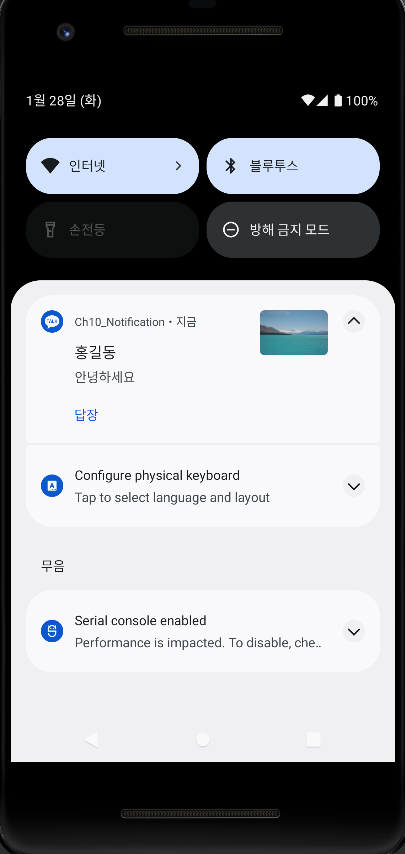 1월 28일 (화) 100%
인터넷 블루투스
손전등 방해 금지 모드
TALK
Ch10_Notification • 지금
홍길동
안녕하세요
답장
A
Configure physical keyboard
Tap to select language and layout
무음
Serial console enabled
Performance is impacted. To disable, che..